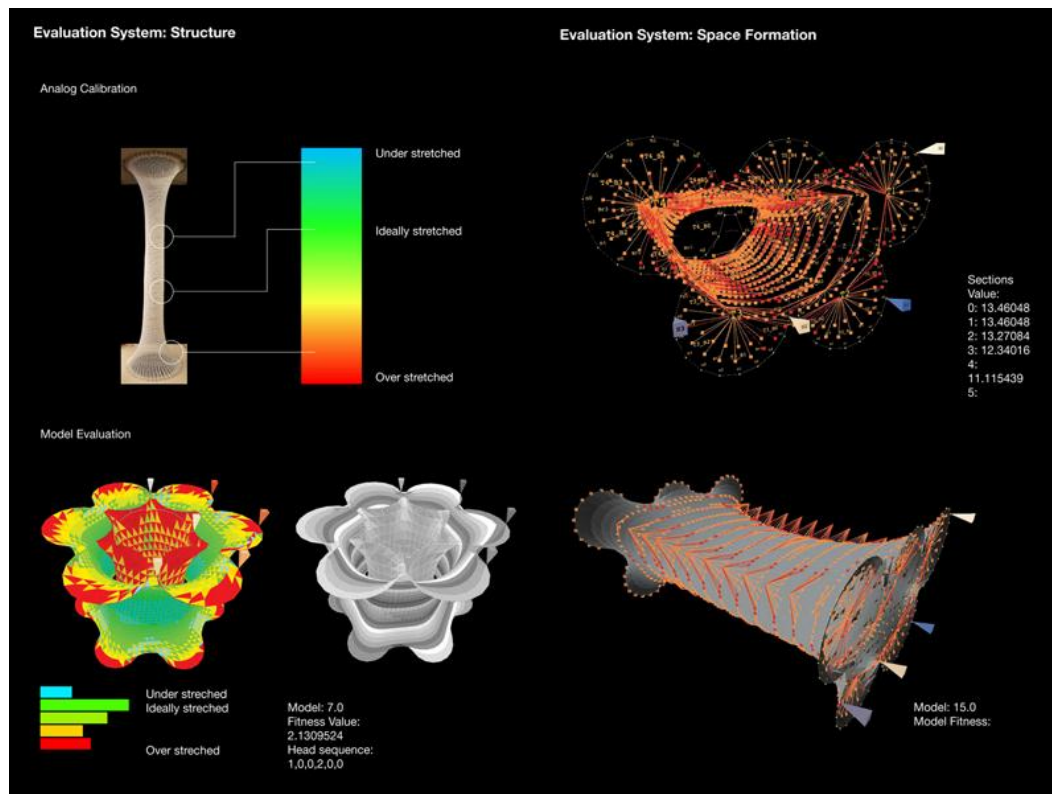 Evaluation System: Structure
Evaluation System: Space Formation
Analog Calibration
Under stretched
Ideally stretched
Over stretched
Sections
Value:
0: 13.46048
1: 13.46048
2: 13.27084
3: 12.34016
4:
11.115439
5:
Model Evaluation
Under streched
Ideally streched
Over streched
Model: 7.0
Fitness Value:
2.1309524
Head sequence:
1,0,0,2,0,0
Model: 15.0
Model Fitness: